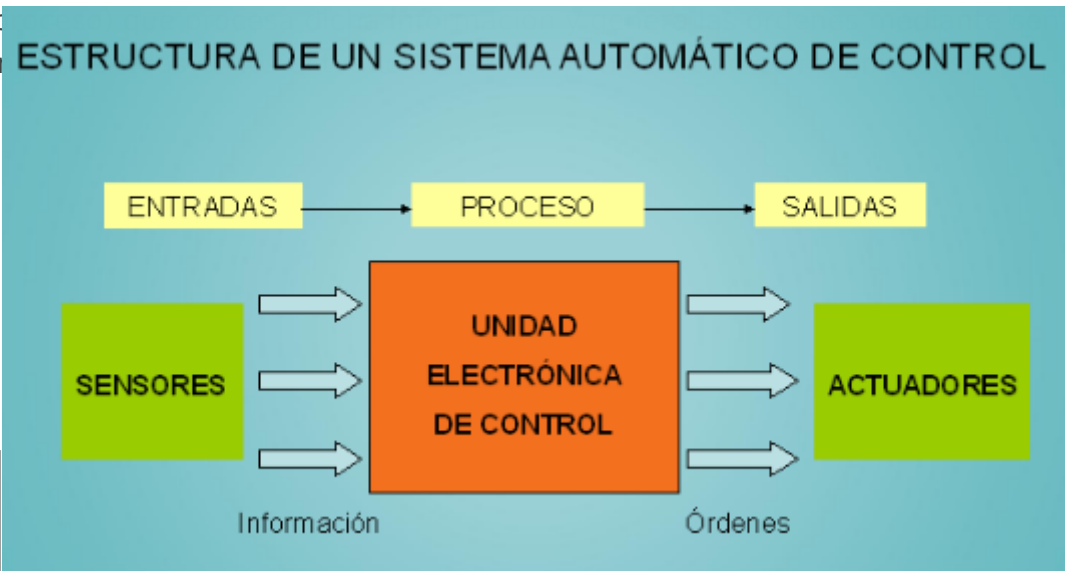 ESTRUCTURA DE UN SISTEMA AUTOMÁTICO DE CONTROL
ENTRADAS
PROCESO
SALIDAS
SENSORES
UNIDAD
ELECTRÓNICA
DE CONTROL
ACTUADORES
Información
Órdenes